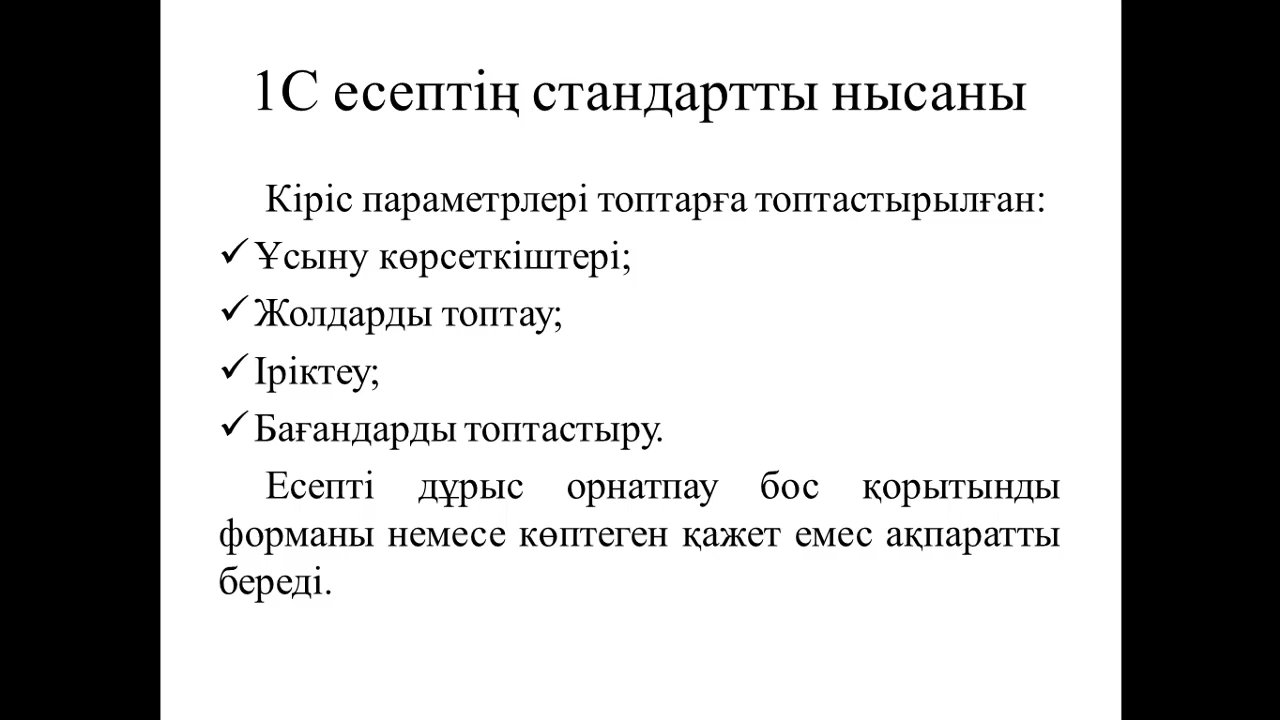 1С есептің стандартты нысаны
Кіріс параметрлері топтарға топтастырылған:
✓ Ұсыну көрсеткіштері;
✓ Жолдарды топтау;
✓ Іріктеу;
✓ Бағандарды топтастыру.
Есепті дұрыс орнатпау бос қорытынды
форманы немесе көптеген қажет емес ақпаратты
береді.